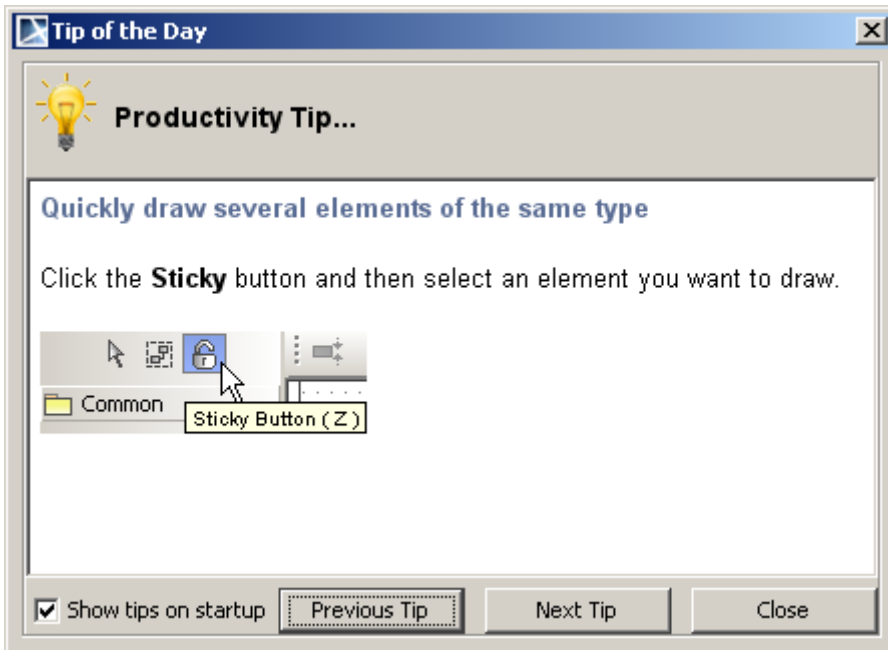 Tip of the Day
Productivity Tip...
Quickly draw several elements of the same type
Click the Sticky button and then select an element you want to draw.
Common
Sticky Button ( Z )
Show tips on startup
Previous Tip
Next Tip
Close